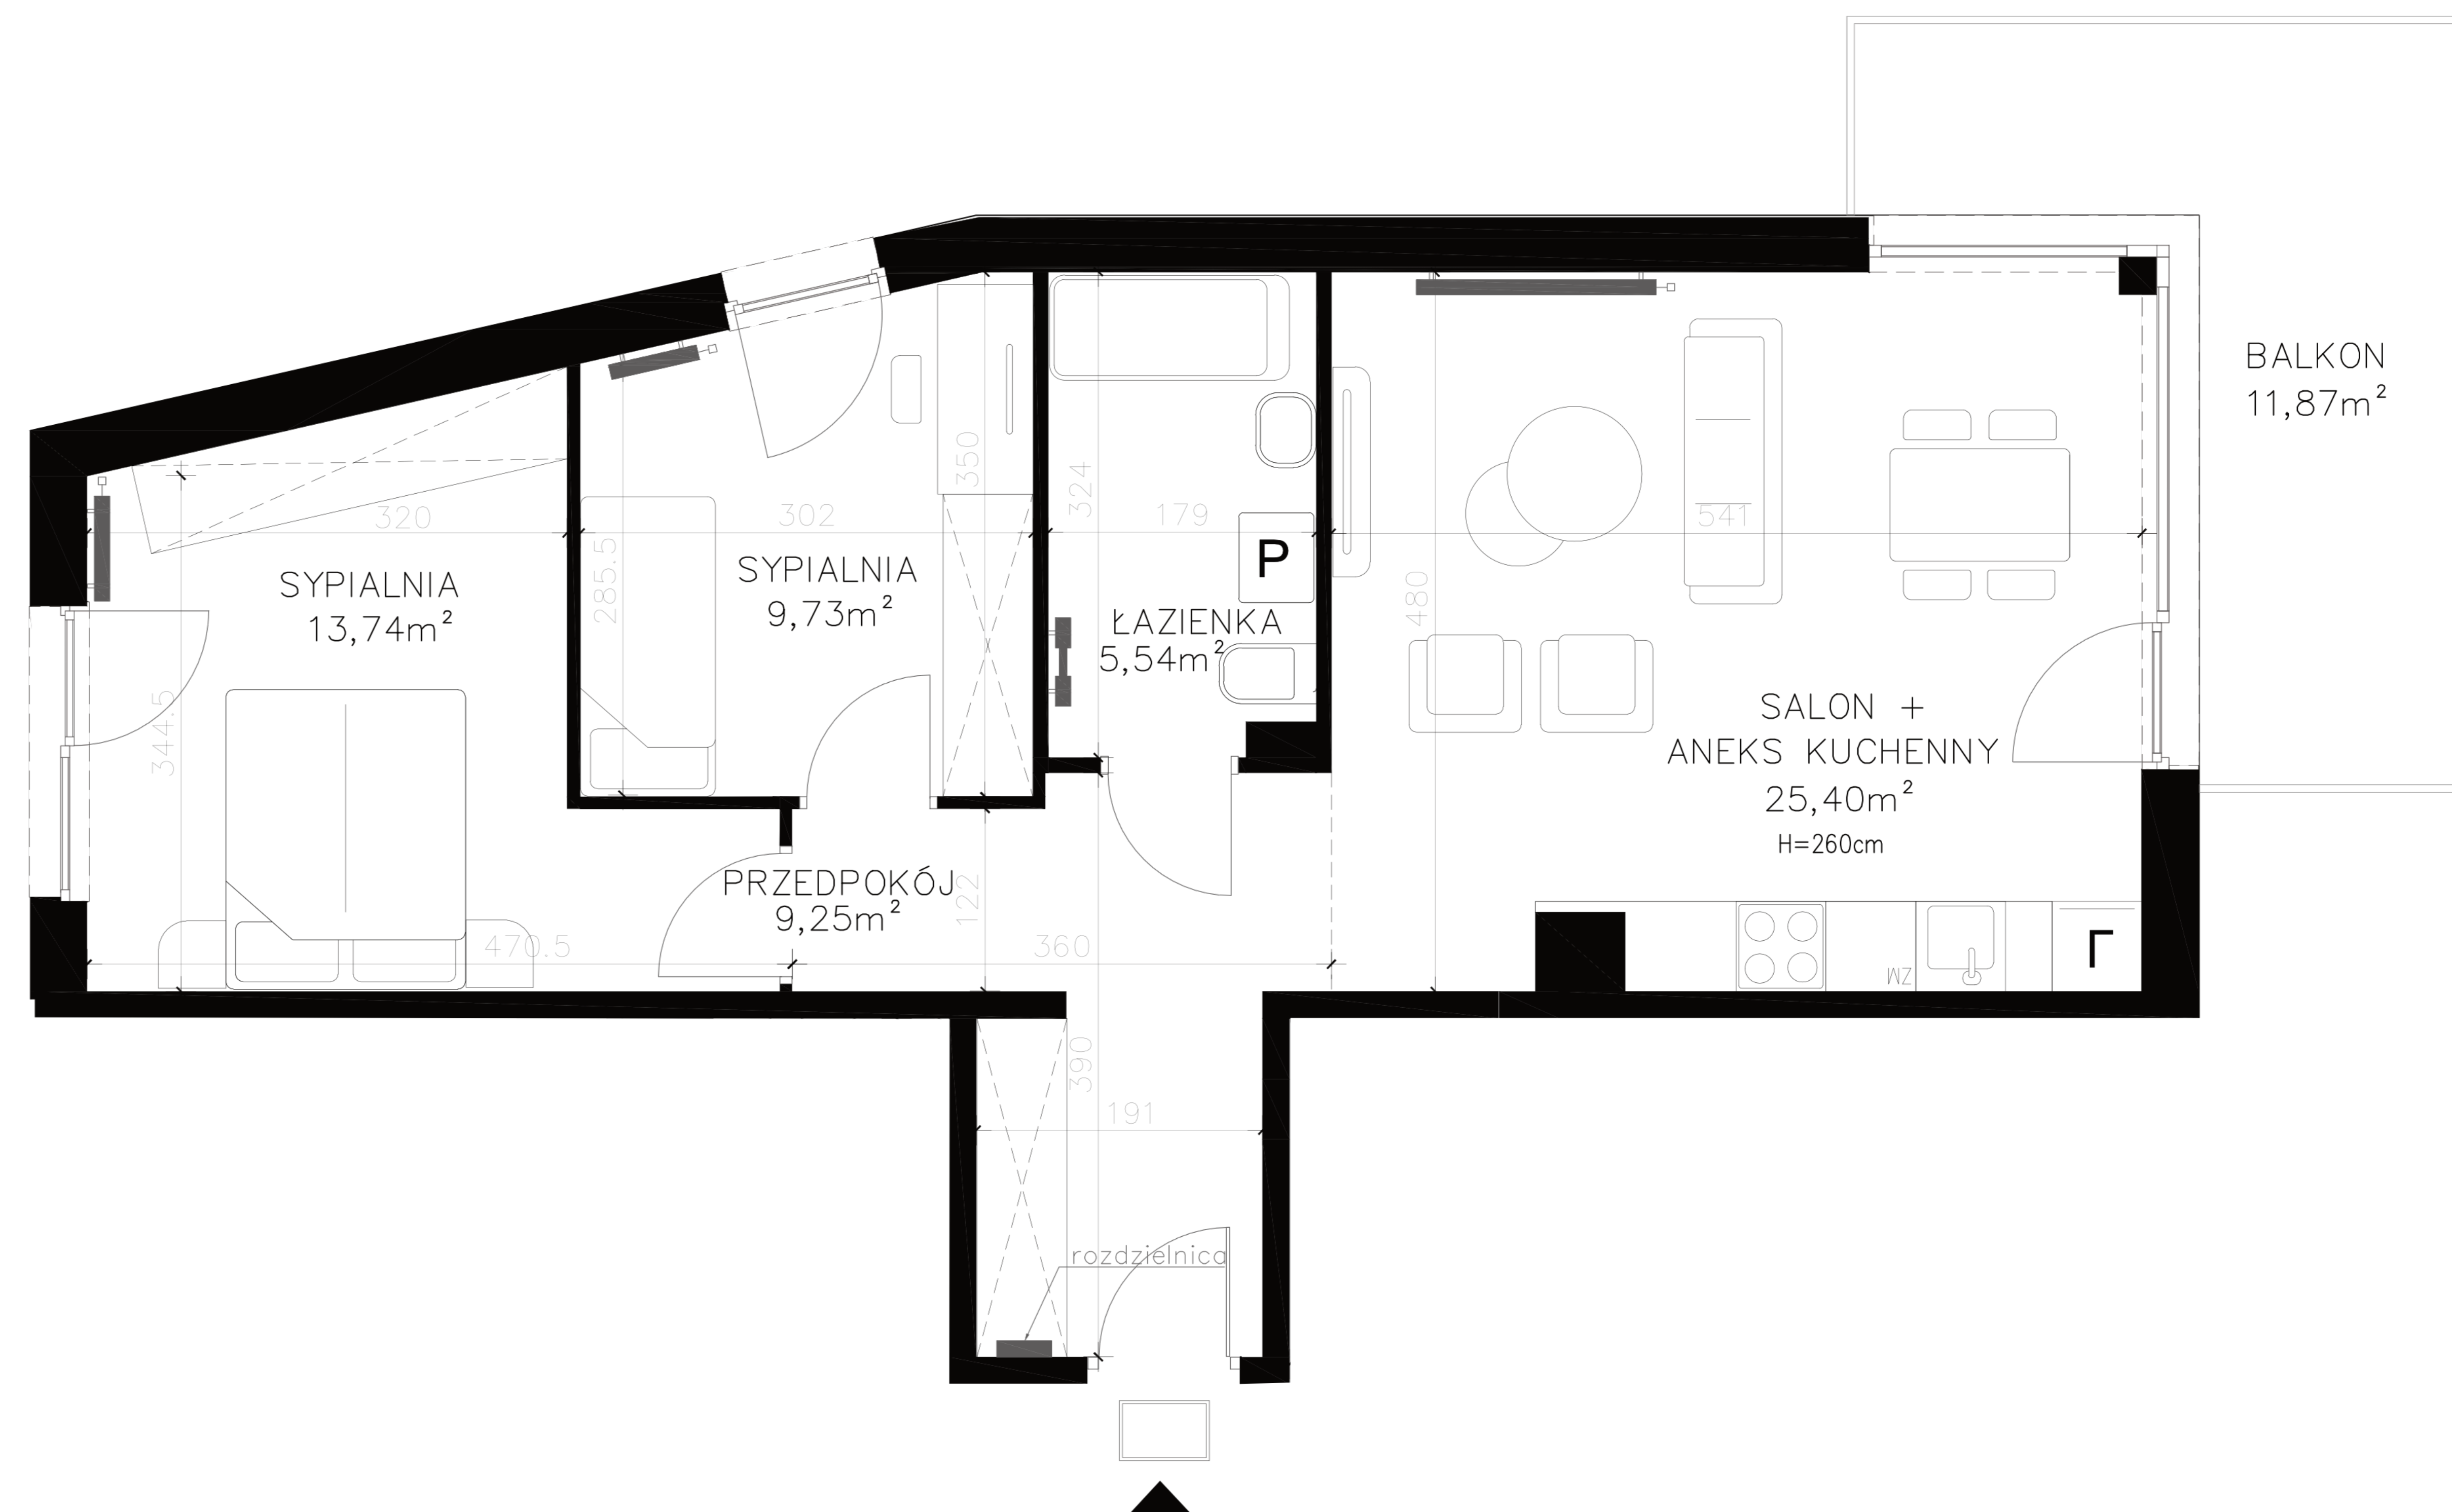 BALKON
11,87m²
SYPIALNIA
13,74m²
SYPIALNIA
9,73m²
ŁAZIENKA
5,54m²
P
SALON +
ANEKS KUCHENNY
25,40m²
H=260cm
PRZEDPOKÓJ
9,25m²
320
302
179
541
350
324
285.5
480
344.5
122
470.5
360
390
191
ZM
L
rozdzielnica